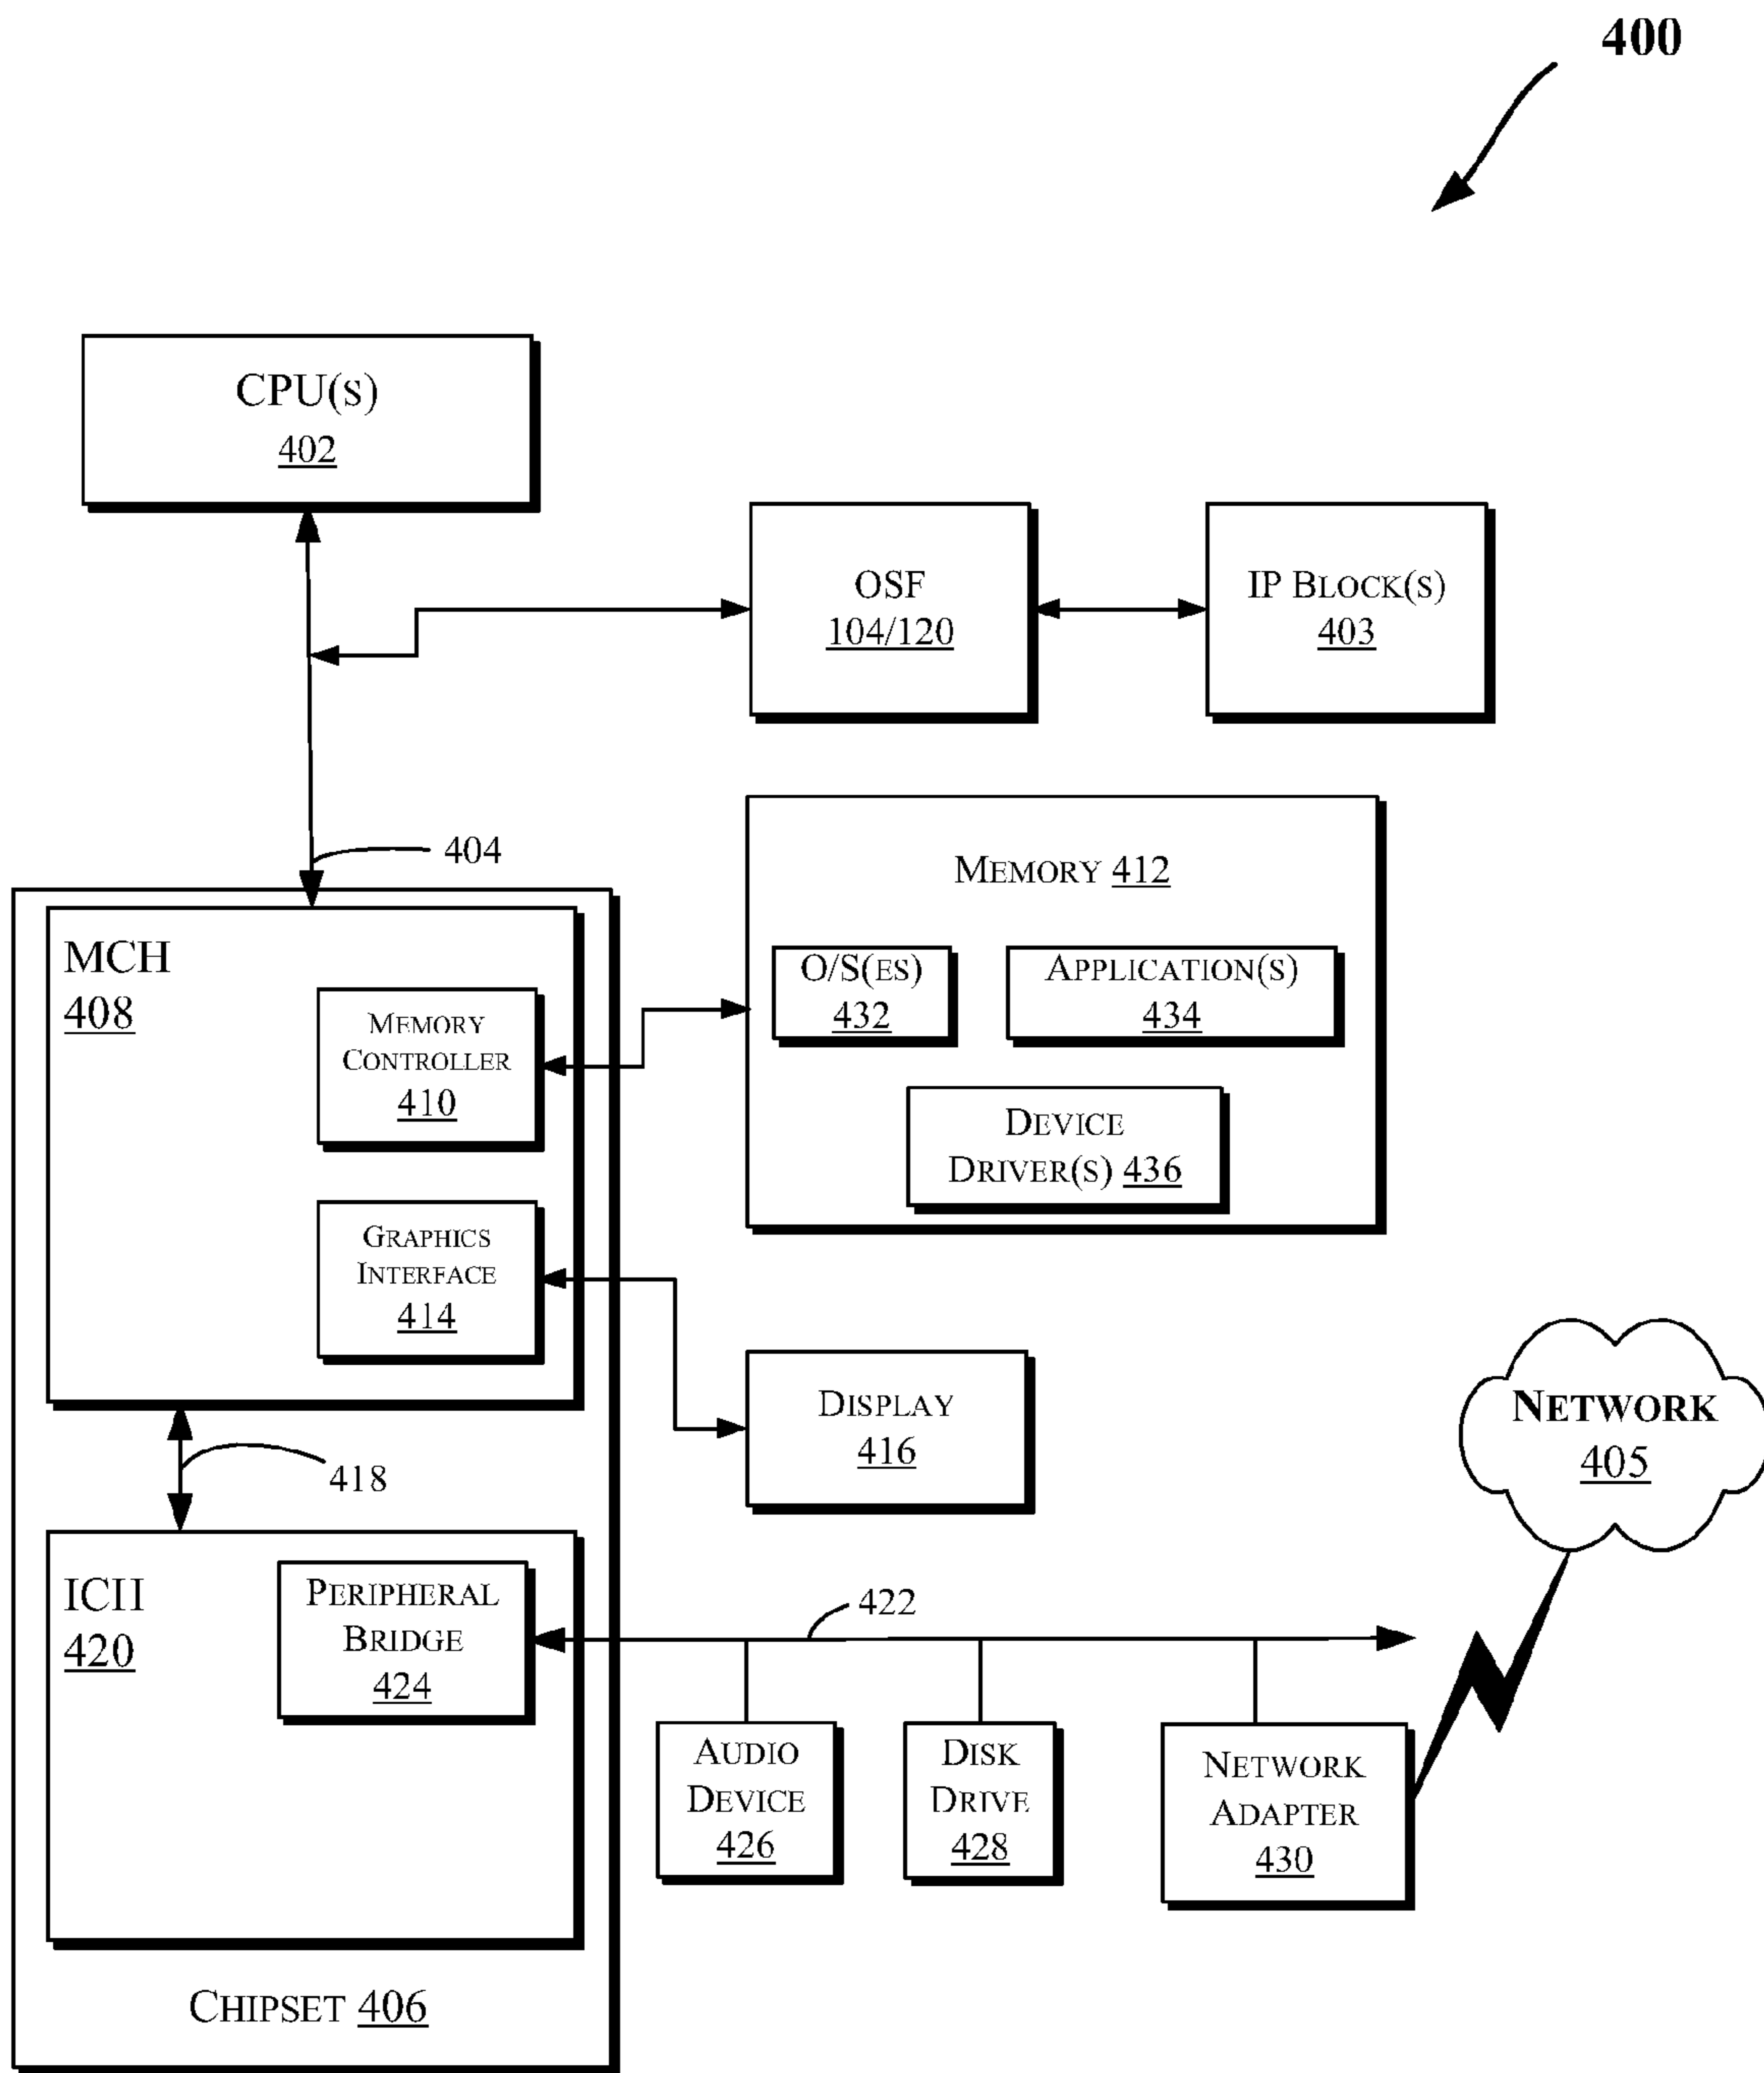 400
CPU(S)
402
OSF
104/120
IP BLOCK(S)
403
404
MEMORY 412
O/S(ES)
432
APPLICATION(S)
434
DEVICE
DRIVER(S) 436
MCH
408
MEMORY
CONTROLLER
410
GRAPHICS
INTERFACE
414
DISPLAY
416
NETWORK
405
418
ICH
420
PERIPHERAL
BRIDGE
424
422
AUDIO
DEVICE
426
DISK
DRIVE
428
NETWORK
ADAPTER
430
CHIPSET 406